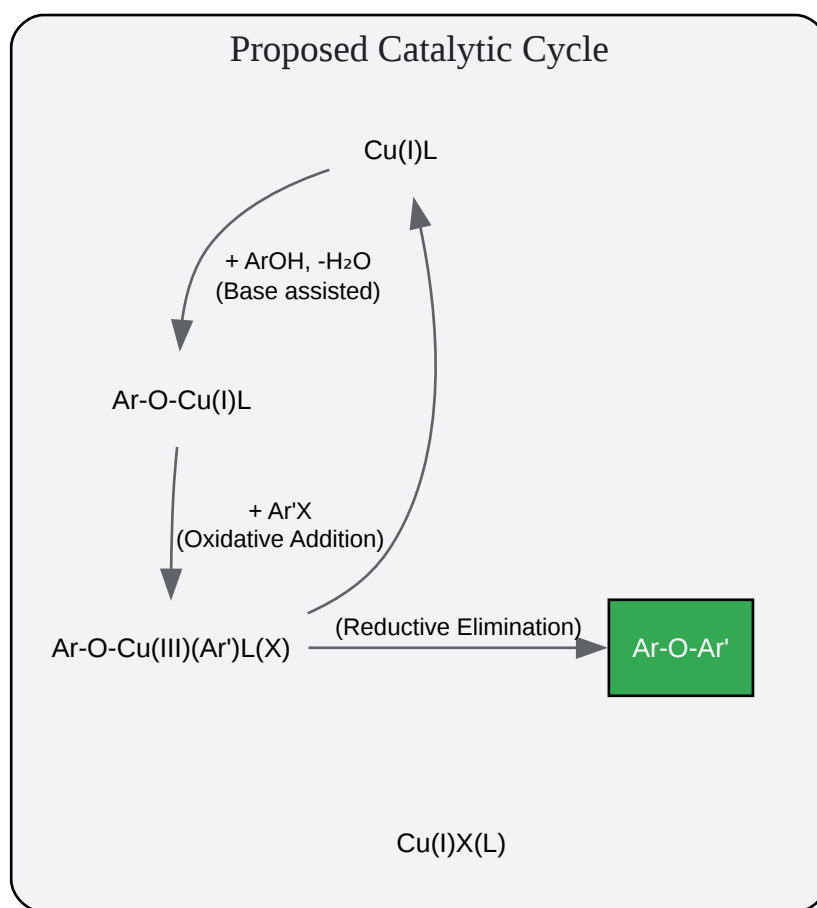 Proposed Catalytic Cycle
Cu(I)L
+ ArOH, -H₂O
(Base assisted)
Ar-O-Cu(I)L
+ Ar'X
(Oxidative Addition)
(Reductive Elimination)
Ar-O-Cu(III)(Ar')L(X)
Ar-O-Ar'
Cu(I)X(L)